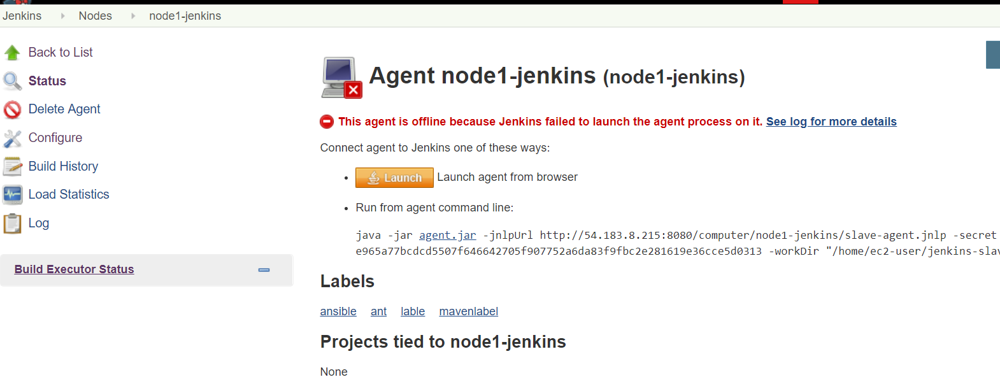 Jenkins Nodes node1-jenkins
Back to List
Status
Delete Agent
Configure
Build History
Load Statistics
Log
Build Executor Status
Agent node1-jenkins (node1-jenkins)
This agent is offline because Jenkins failed to launch the agent process on it. See log for more details
Connect agent to Jenkins one of these ways:
Launch Launch agent from browser
Run from agent command line:
java -jar agent.jar -jnlpUrl http://54.183.8.215:8080/computer/node1-jenkins/slave-agent.jnlp -secret
e965a77bcdcd5507f646642705f907752a6da83f9fbc2e281619e36cce5d0313 -workDir "/home/ec2-user/jenkins-slav
Labels
ansible ant lable mavenlabel
Projects tied to node1-jenkins
None